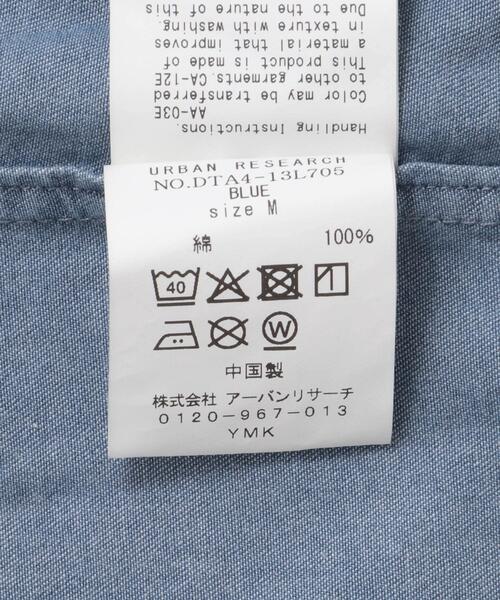 Handling Instructions.
AA-03E
Color may be transferred
to other garments. CA-12E
This product is made of
a material that improves
in texture with washing.
Due to the nature of this
URBAN RESEARCH
NO.DTA4-13L705
BLUE
size M
綿 100%
40
W
中国製
株式会社 アーバンリサーチ
0120-967-013
YMK